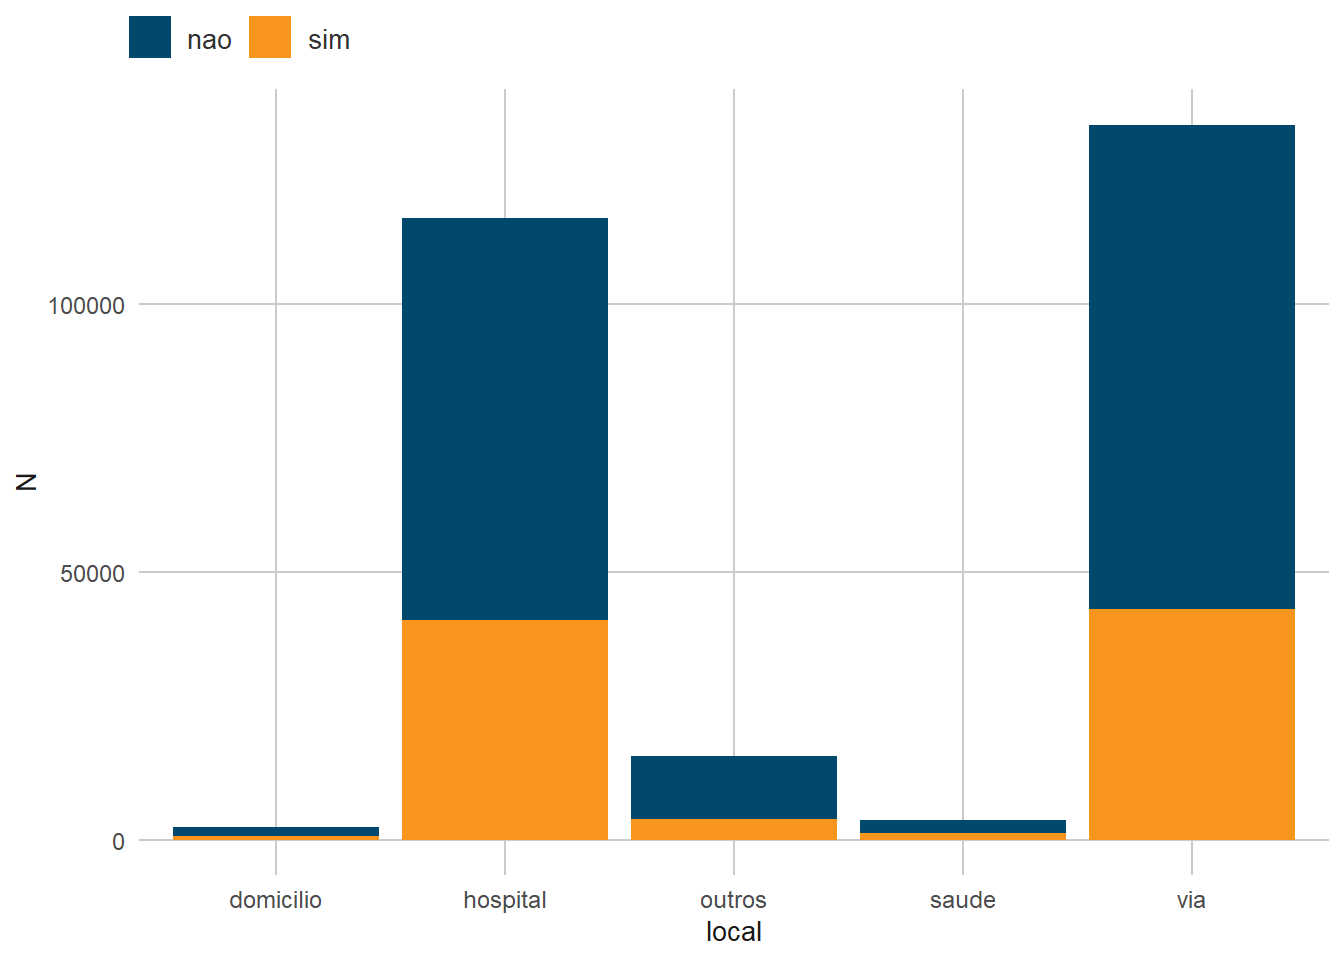 nao sim
100000
N
50000
0
domicilio hospital outros saude via
local